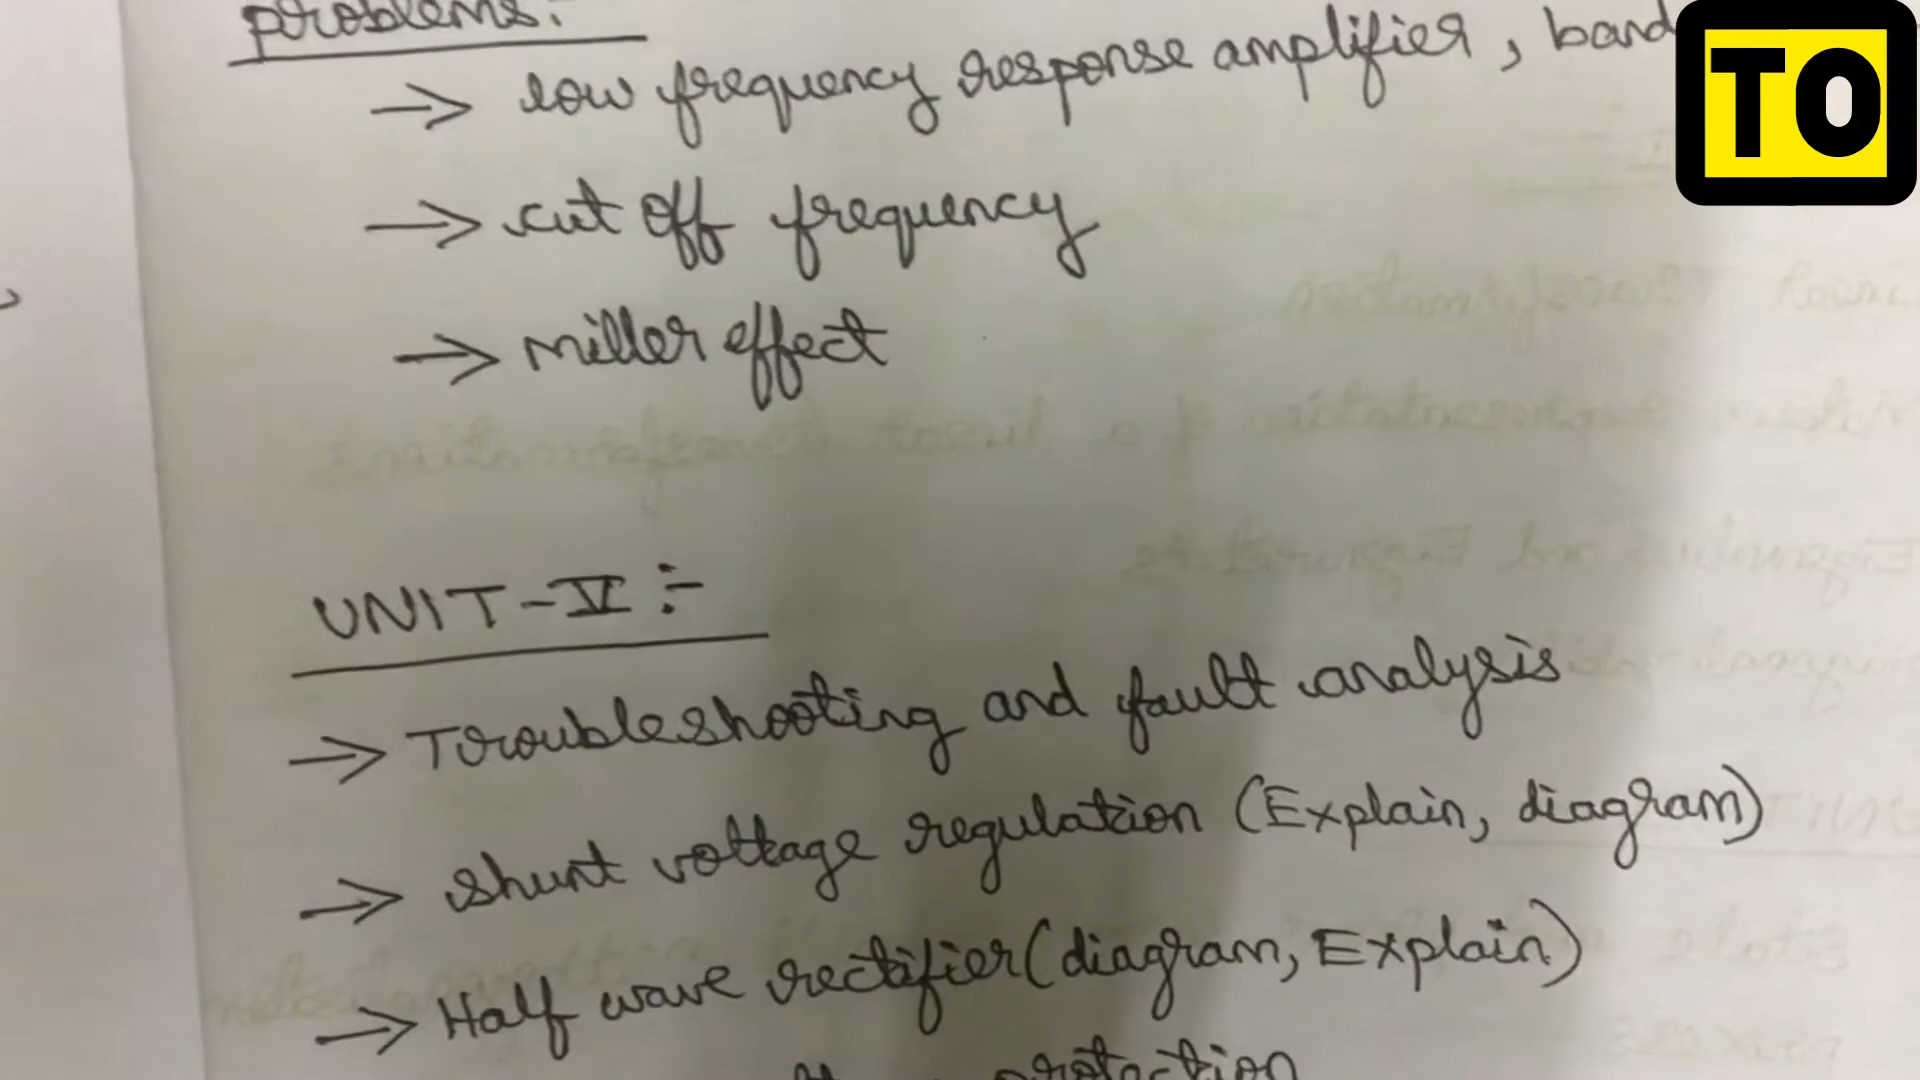 problems:
→ low frequency response amplifier, band
TO
→ cut off frequency
→ miller effect
UNIT-V :-
→ Troubleshooting and fault analysis
→ shunt voltage regulation (Explain, diagram)
→ Half wave rectifier (diagram, Explain)
protection